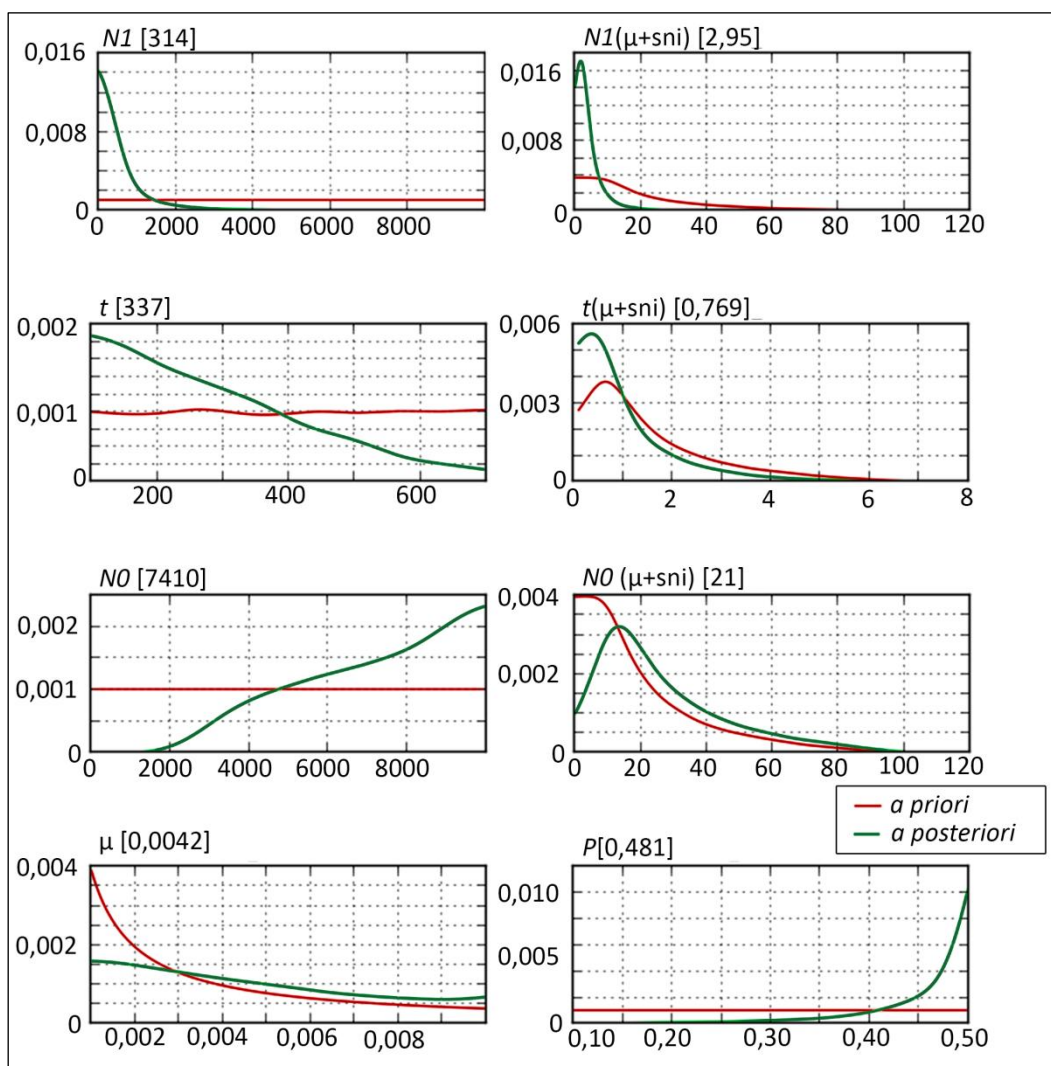 N1 [314]
0,016
0,008
0
0 2000 4000 6000 8000
N1(µ+sni) [2,95]
0,016
0,008
0
0 20 40 60 80 100 120
t [337]
0,002
0,001
0
200 400 600
t(µ+sni) [0,769]
0,006
0,003
0
0 2 4 6 8
N0 [7410]
0,002
0,001
0
0 2000 4000 6000 8000
N0 (µ+sni) [21]
0,004
0,002
0
0 20 40 60 80 100 120
a priori
a posteriori
µ [0,0042]
0,004
0,002
0
0,002 0,004 0,006 0,008
P[0,481]
0,010
0,005
0
0,10 0,20 0,30 0,40 0,50